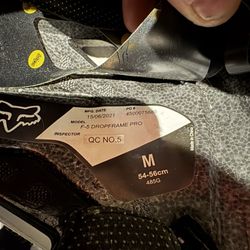 MFG. DATE
PO #
15/06/2021
MODEL
F-S DROPFRAME PRO
INSPECTOR
QC NO.5
M
54-56cm
485G